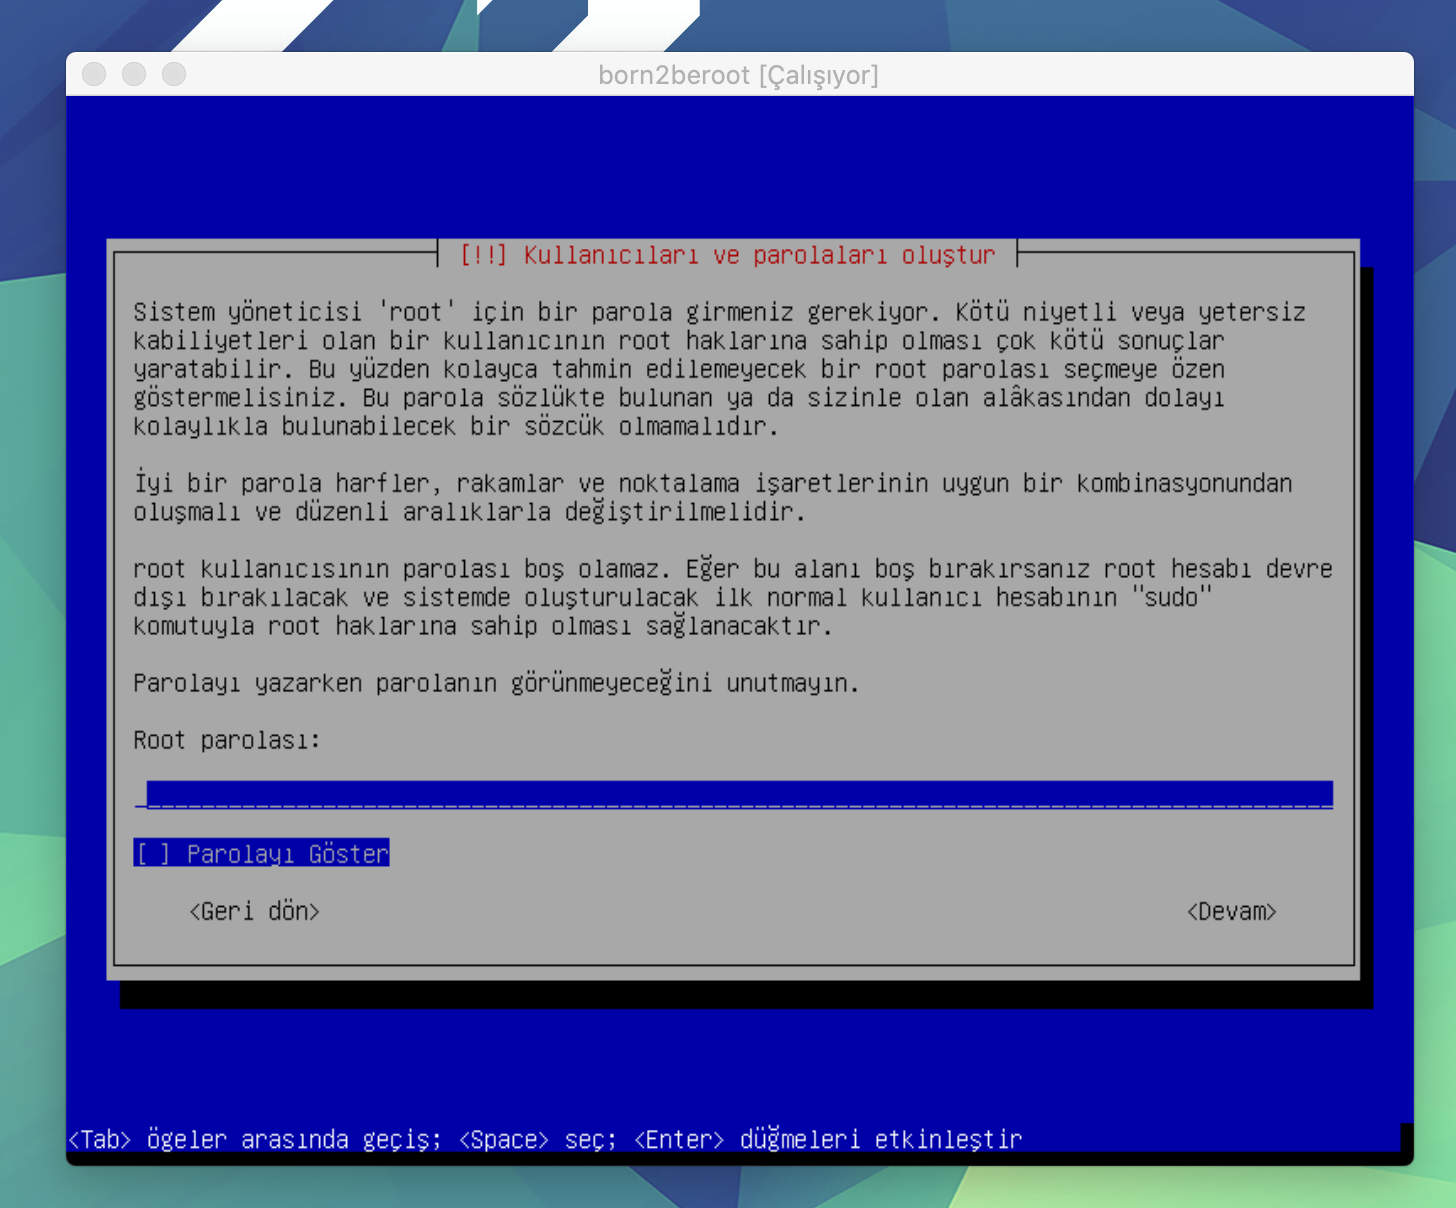 born2beroot [Çalışıyor]
[!!] Kullanıcıları ve parolaları oluştur
Sistem yöneticisi 'root' için bir parola girmeniz gerekiyor. Kötü niyetli veya yetersiz
kabiliyetleri olan bir kullanıcının root haklarına sahip olması çok kötü sonuçlar
yaratabilir. Bu yüzden kolayca tahmin edilemeyecek bir root parolası seçmeye özen
göstermelisiniz. Bu parola sözlükte bulunan ya da sizinle olan alâkasından dolayı
kolaylıkla bulunabilecek bir sözcük olmamalıdır.
İyi bir parola harfler, rakamlar ve noktalama işaretlerinin uygun bir kombinasyonundan
oluşmalı ve düzenli aralıklarla değiştirilmelidir.
root kullanıcısının parolası boş olamaz. Eğer bu alanı boş bırakırsanız root hesabı devre
dışı bırakılacak ve sistemde oluşturulacak ilk normal kullanıcı hesabının "sudo"
komutuyla root haklarına sahip olması sağlanacaktır.
Parolayı yazarken parolanın görünmeyeceğini unutmayın.
Root parolası:
[ ] Parolayı Göster
<Geri dön> <Devam>
<Tab> ögeler arasında geçiş; <Space> seç; <Enter> düğmeleri etkinleştir